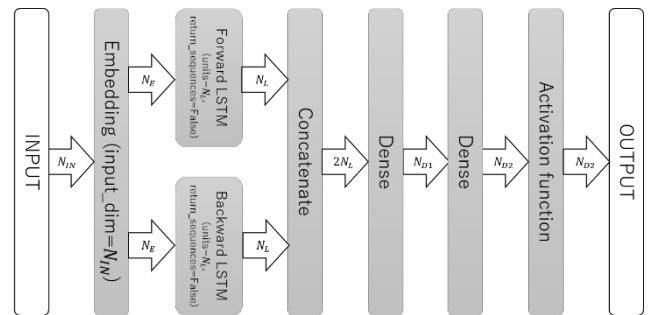 INPUT
N_IN
Embedding (input_dim=N_IN)
N_E
Forward LSTM
(units=N_L,
return_sequences=False)
N_L
N_E
Backward LSTM
(units=N_L,
return_sequences=False)
N_L
Concatenate
2N_L
Dense
N_D1
Dense
N_D2
Activation function
N_D2
OUTPUT